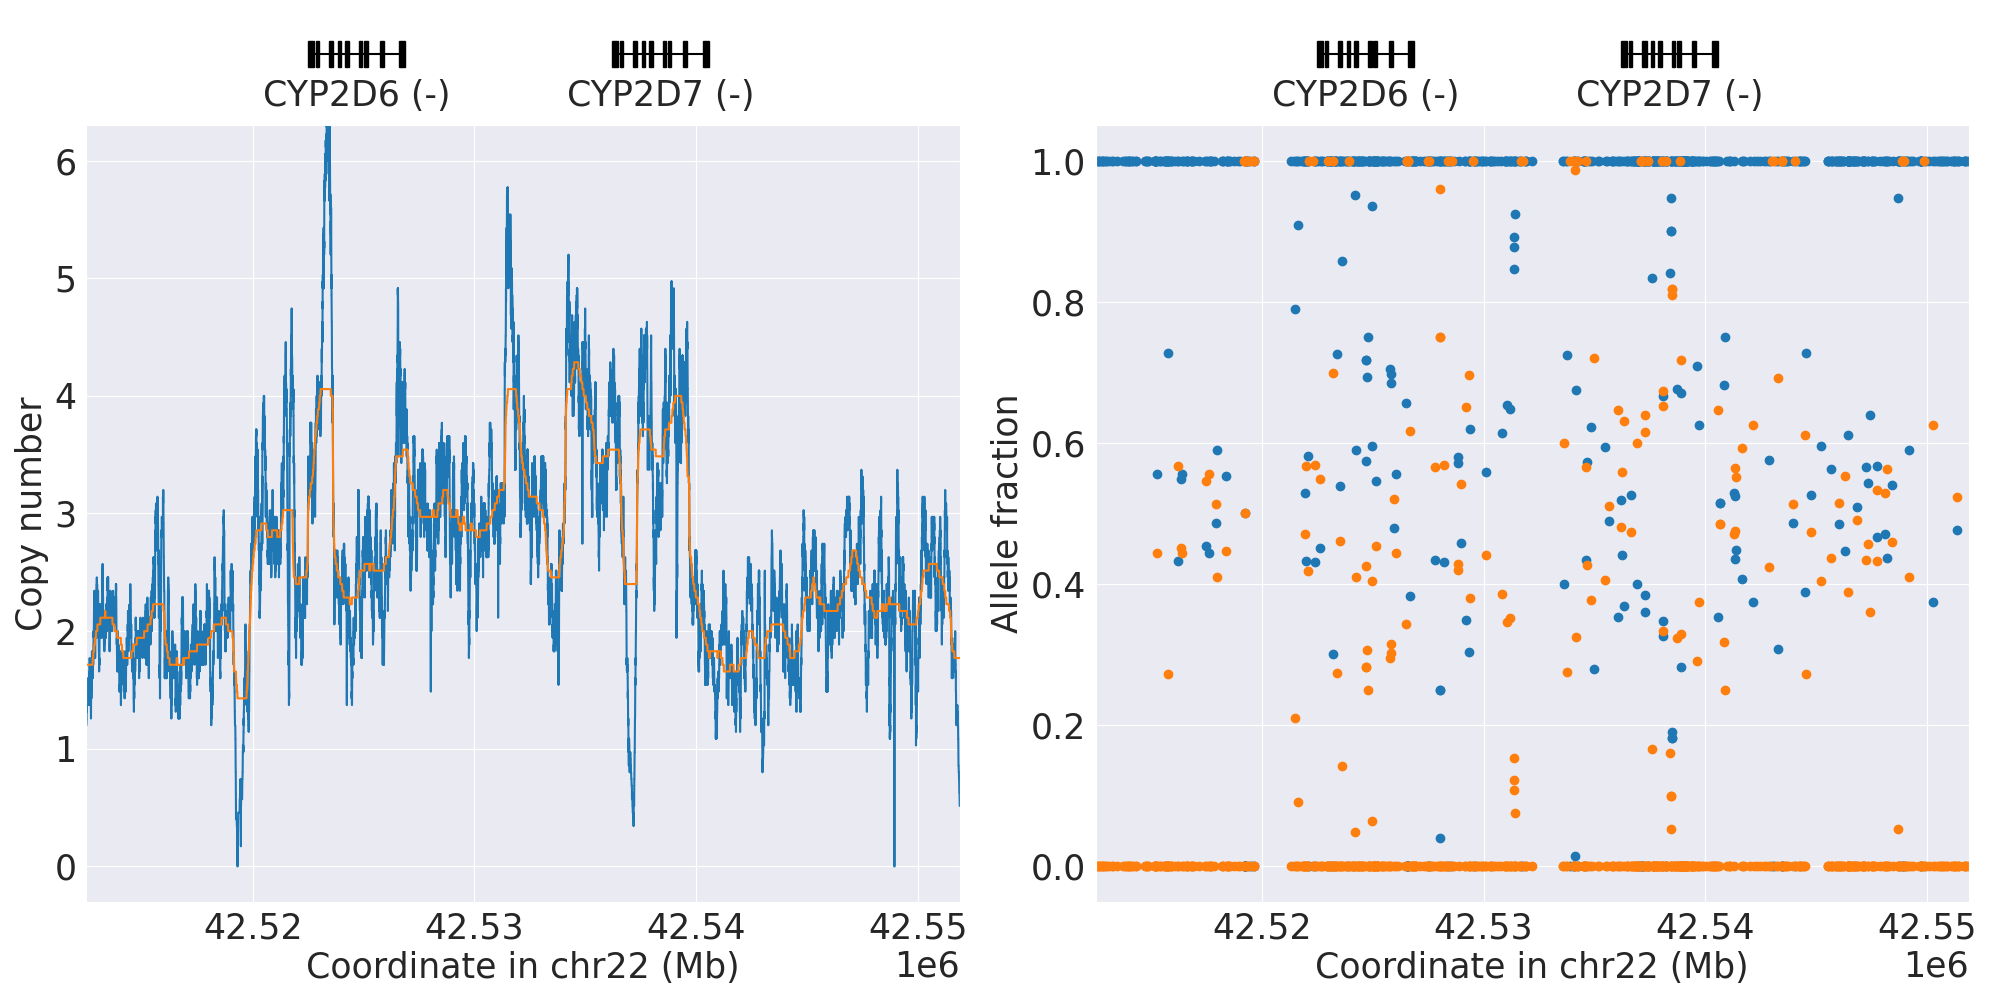 CYP2D6 (-) CYP2D7 (-)
6
5
4
3
2
1
0
Copy number
42.52 42.53 42.54 42.55
Coordinate in chr22 (Mb) 1e6
CYP2D6 (-) CYP2D7 (-)
1.0
0.8
0.6
0.4
0.2
0.0
Allele fraction
42.52 42.53 42.54 42.55
Coordinate in chr22 (Mb) 1e6